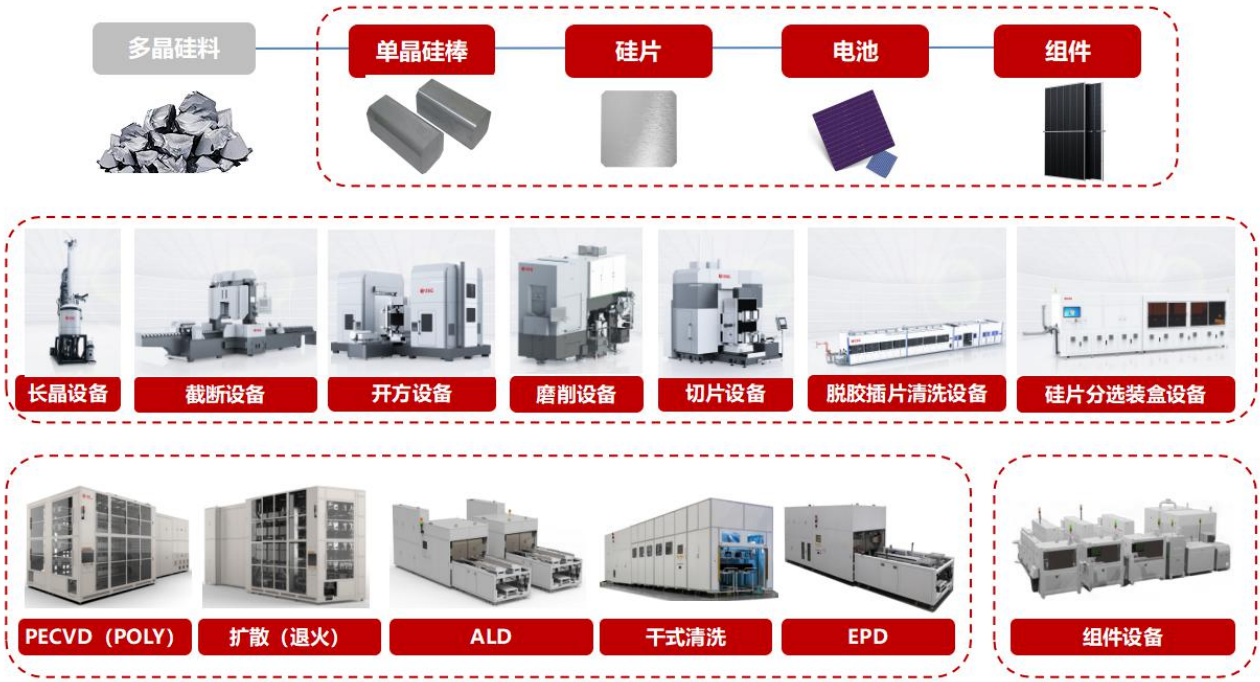 多晶硅料
单晶硅棒
硅片
电池
组件
长晶设备
截断设备
开方设备
磨削设备
切片设备
脱胶插片清洗设备
硅片分选装盒设备
PECVD（POLY）
扩散（退火）
ALD
干式清洗
EPD
组件设备